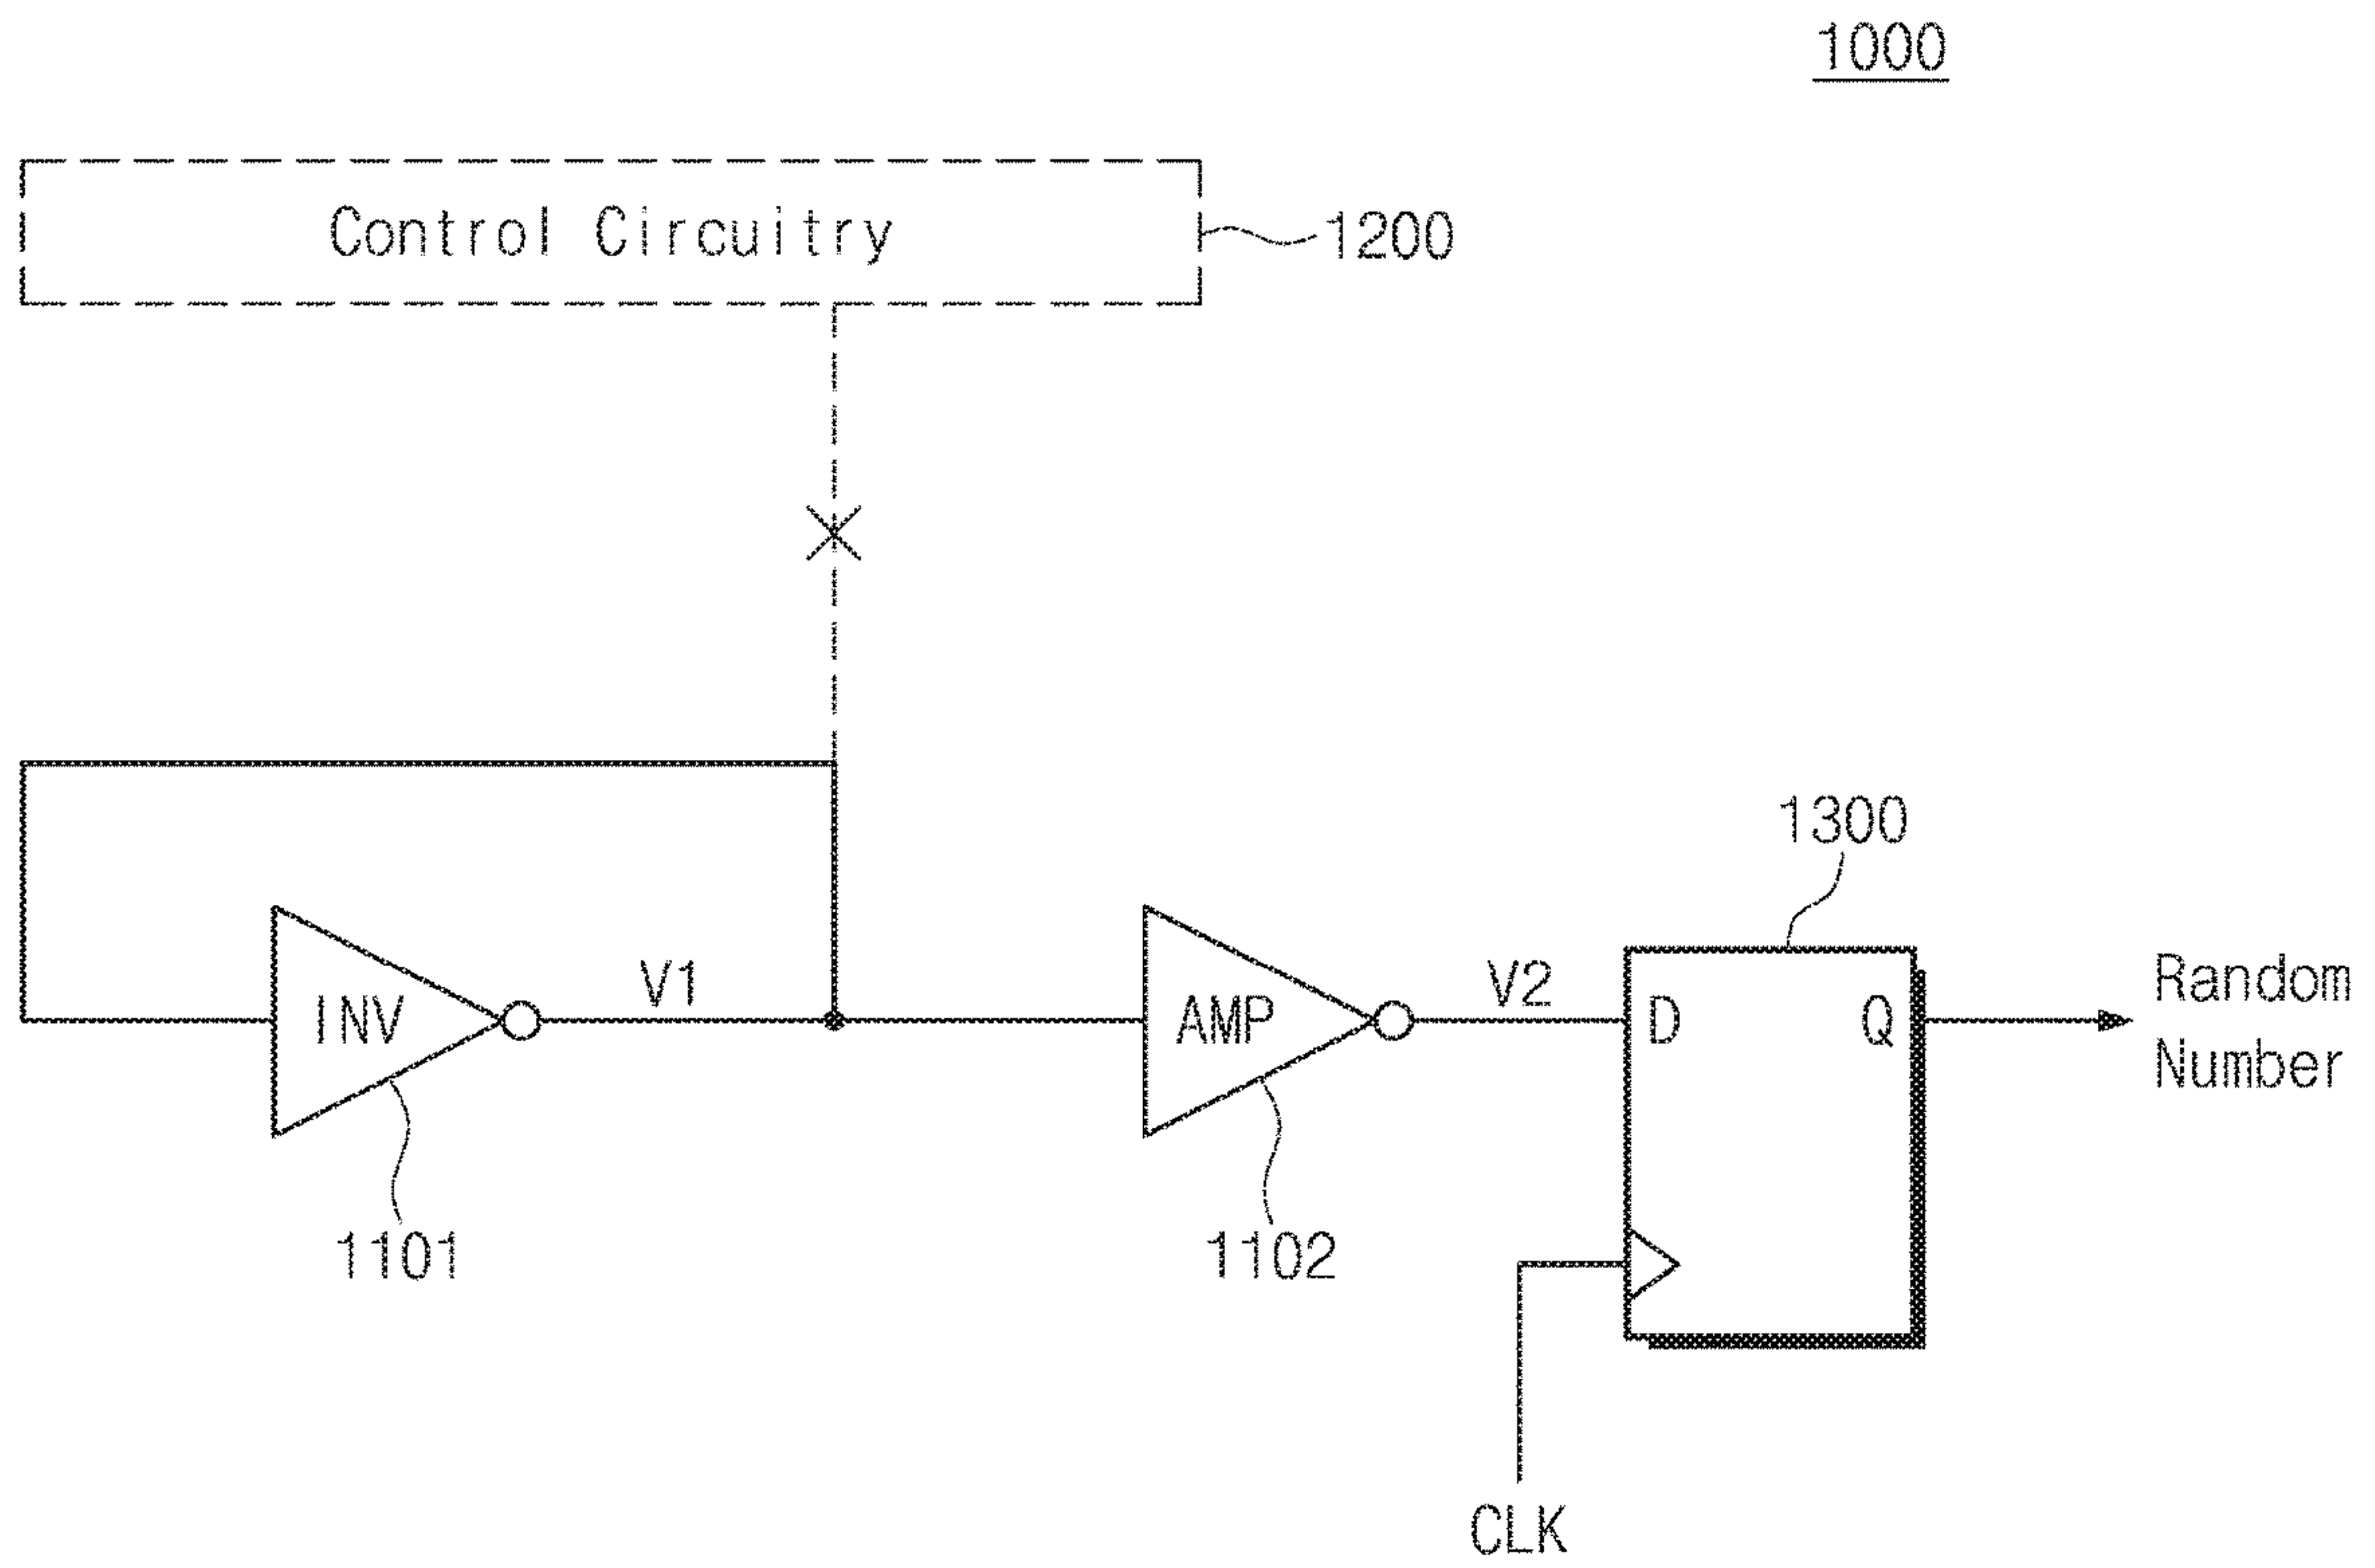 1000
Control Circuitry
1200
1300
INV
V1
AMP
V2
D
Q
Random
Number
1101
1102
CLK